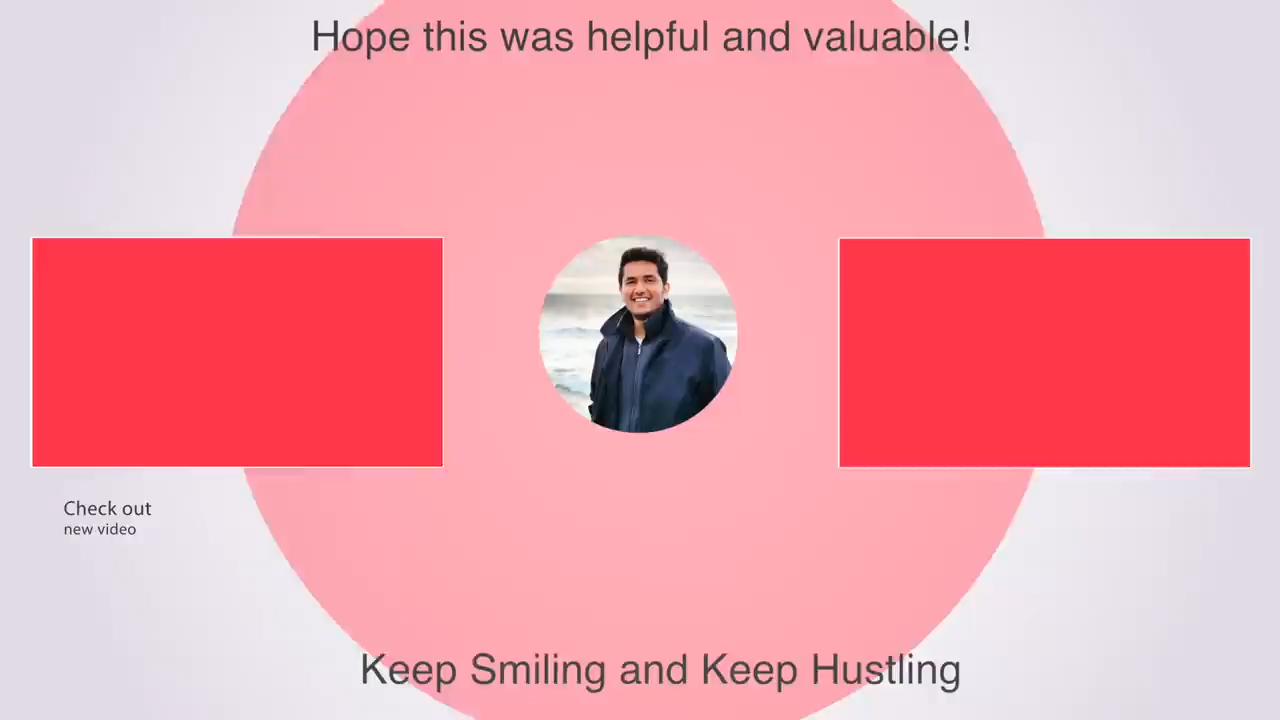 Hope this was helpful and valuable!
Check out
new video
Keep Smiling and Keep Hustling